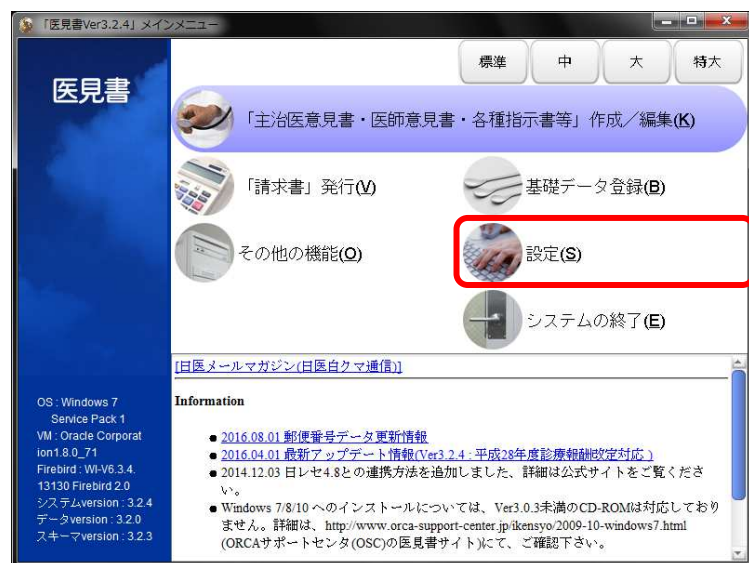 「医見書Ver3.2.4」メインメニュー
標準 中 大 特大
医見書
「主治医意見書・医師意見書・各種指示書等」作成／編集(K)
「請求書」発行(V)
基礎データ登録(B)
その他の機能(O)
設定(S)
システムの終了(E)
[日医メールマガジン(日医白クマ通信)]
Information
2016.08.01 郵便番号データ更新情報
2016.04.01 最新アップデート情報(Ver3.2.4 : 平成28年度診療報酬改定対応 )
2014.12.03 日レセ4.8との連携方法を追加しました、詳細は公式サイトをご覧くださ
い。
Windows 7/8/10 へのインストールについては、Ver3.0.3未満のCD-ROMは対応しており
ません。詳細は、http://www.orca-support-center.jp/ikensyo/2009-10-windows7.html
(ORCAサポートセンタ(OSC)の医見書サイト)にて、ご確認下さい。
OS : Windows 7
Service Pack 1
VM : Oracle Corporat
ion1.8.0_71
Firebird : WI-V6.3.4.
13130 Firebird 2.0
システムversion : 3.2.4
データversion : 3.2.0
スキーマversion : 3.2.3